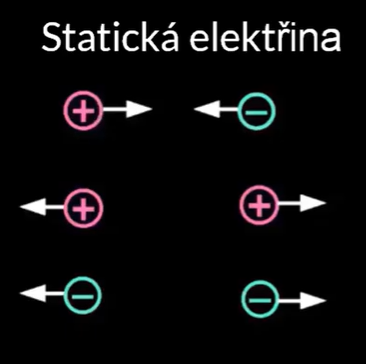 Statická elektřina
+ −
+ +
− −